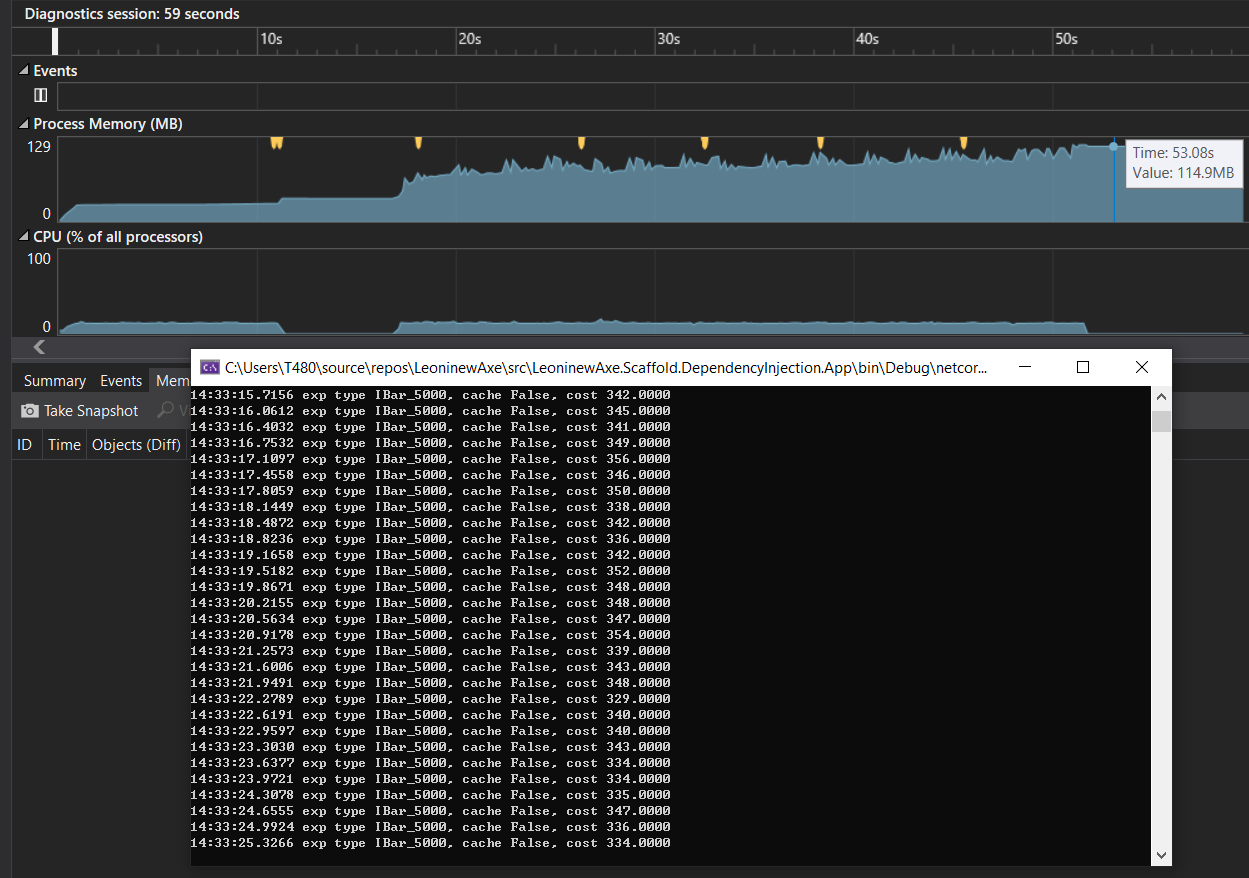 Diagnostics session: 59 seconds
10s 20s 30s 40s 50s
Events
Process Memory (MB)
129
0
Time: 53.08s
Value: 114.9MB
CPU (% of all processors)
100
0
C:\Users\T480\source\repos\LeoninewAxe\src\LeoninewAxe.Scaffold.DependencyInjection.App\bin\Debug\netcor...
Summary Events Mem
Take Snapshot V
ID Time Objects (Diff)
14:33:15.7156 exp type IBar_5000, cache False, cost 342.0000
14:33:16.0612 exp type IBar_5000, cache False, cost 345.0000
14:33:16.4032 exp type IBar_5000, cache False, cost 341.0000
14:33:16.7532 exp type IBar_5000, cache False, cost 349.0000
14:33:17.1097 exp type IBar_5000, cache False, cost 356.0000
14:33:17.4558 exp type IBar_5000, cache False, cost 346.0000
14:33:17.8059 exp type IBar_5000, cache False, cost 350.0000
14:33:18.1449 exp type IBar_5000, cache False, cost 338.0000
14:33:18.4872 exp type IBar_5000, cache False, cost 342.0000
14:33:18.8236 exp type IBar_5000, cache False, cost 336.0000
14:33:19.1658 exp type IBar_5000, cache False, cost 342.0000
14:33:19.5182 exp type IBar_5000, cache False, cost 352.0000
14:33:19.8671 exp type IBar_5000, cache False, cost 348.0000
14:33:20.2155 exp type IBar_5000, cache False, cost 348.0000
14:33:20.5634 exp type IBar_5000, cache False, cost 347.0000
14:33:20.9178 exp type IBar_5000, cache False, cost 354.0000
14:33:21.2573 exp type IBar_5000, cache False, cost 339.0000
14:33:21.6006 exp type IBar_5000, cache False, cost 343.0000
14:33:21.9491 exp type IBar_5000, cache False, cost 348.0000
14:33:22.2789 exp type IBar_5000, cache False, cost 329.0000
14:33:22.6191 exp type IBar_5000, cache False, cost 340.0000
14:33:22.9597 exp type IBar_5000, cache False, cost 340.0000
14:33:23.3030 exp type IBar_5000, cache False, cost 343.0000
14:33:23.6377 exp type IBar_5000, cache False, cost 334.0000
14:33:23.9721 exp type IBar_5000, cache False, cost 334.0000
14:33:24.3078 exp type IBar_5000, cache False, cost 335.0000
14:33:24.6555 exp type IBar_5000, cache False, cost 347.0000
14:33:24.9924 exp type IBar_5000, cache False, cost 336.0000
14:33:25.3266 exp type IBar_5000, cache False, cost 334.0000